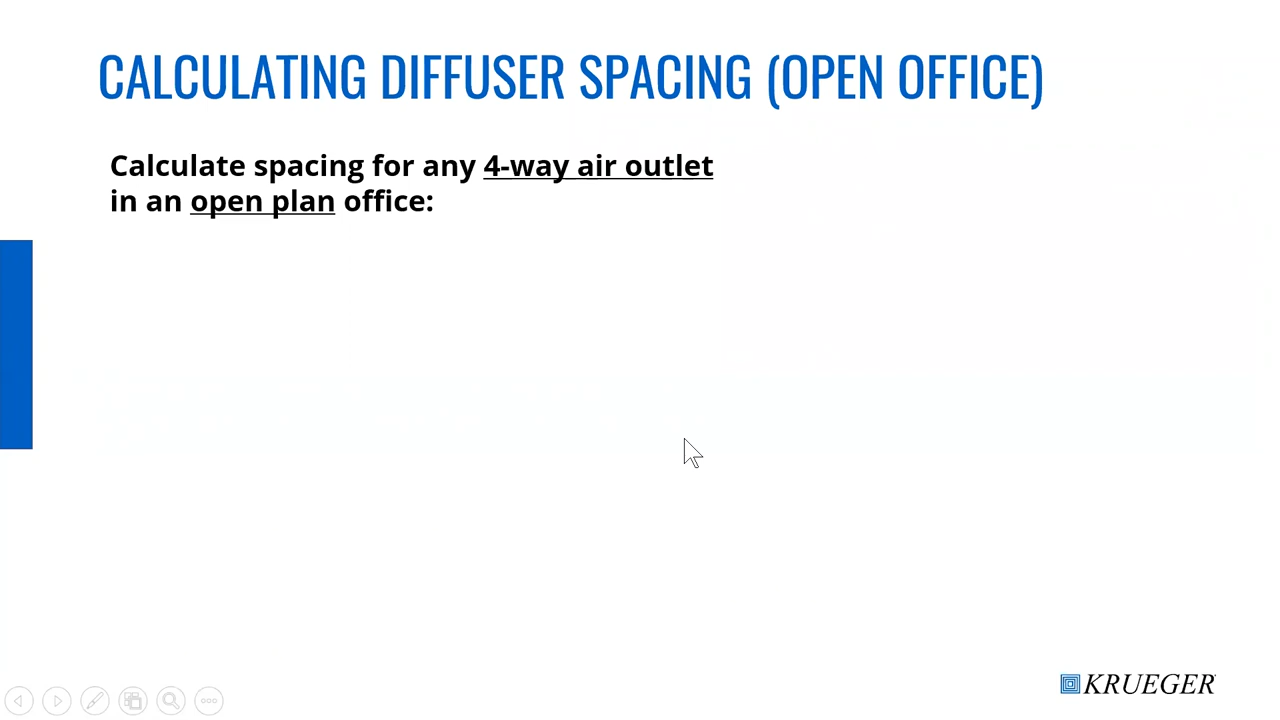 CALCULATING DIFFUSER SPACING (OPEN OFFICE)
Calculate spacing for any 4-way air outlet
in an open plan office:
KRUEGER